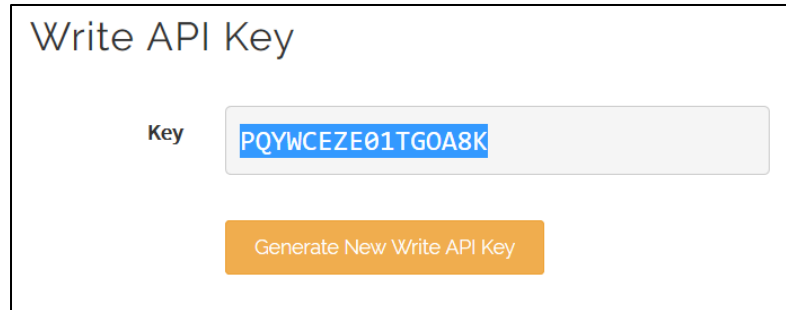 Write API Key
Key PQYWCEZE01TGOA8K
Generate New Write API Key